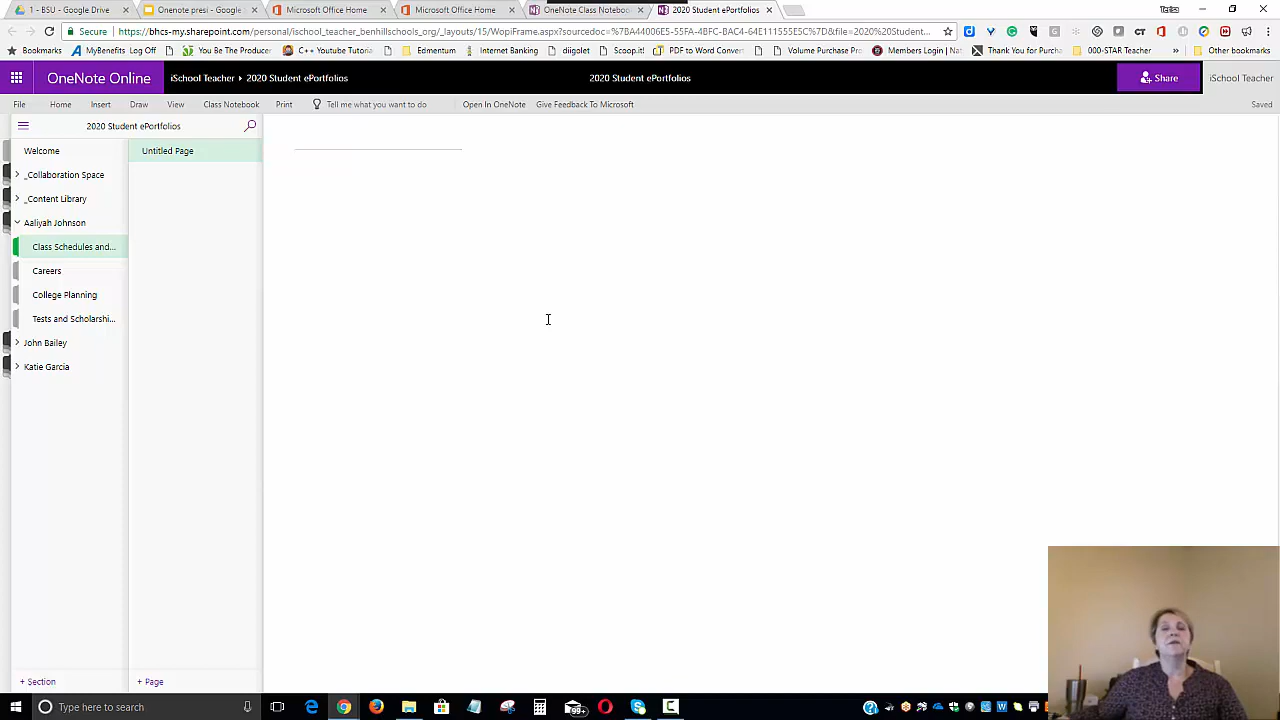 1 - BSU - Google Drive
Onenote presi - Google
Microsoft Office Home
Microsoft Office Home
OneNote Class Notebook
2020 Student ePortfolios
Secure
https://bhcs-my.sharepoint.com/personal/ischool_teacher_benhillschools_org/_layouts/15/WopiFrame.aspx?sourcedoc=%7BA44006E5-55FA-4BFC-BAC4-64E111555E5C%7D&file=2020%20Student...
Bookmarks
MyBenefits Log Off
You Be The Produce
C++ Youtube Tutoria
Edmentum
Internet Banking
diigolet
Scoop.it!
PDF to Word Convert
Volume Purchase Pro
Members Login | Nat
Thank You for Purcha
000-STAR Teacher
Other bookmarks
OneNote Online
iSchool Teacher
2020 Student ePortfolios
2020 Student ePortfolios
Share
iSchool Teacher
File
Home
Insert
Draw
View
Class Notebook
Print
Tell me what you want to do
Open In OneNote
Give Feedback To Microsoft
Saved
2020 Student ePortfolios
Welcome
Untitled Page
_Collaboration Space
_Content Library
Aaliyah Johnson
Class Schedules and...
Careers
College Planning
Tests and Scholarshi...
John Bailey
Katie Garcia
+ Section
+ Page
Type here to search
99+